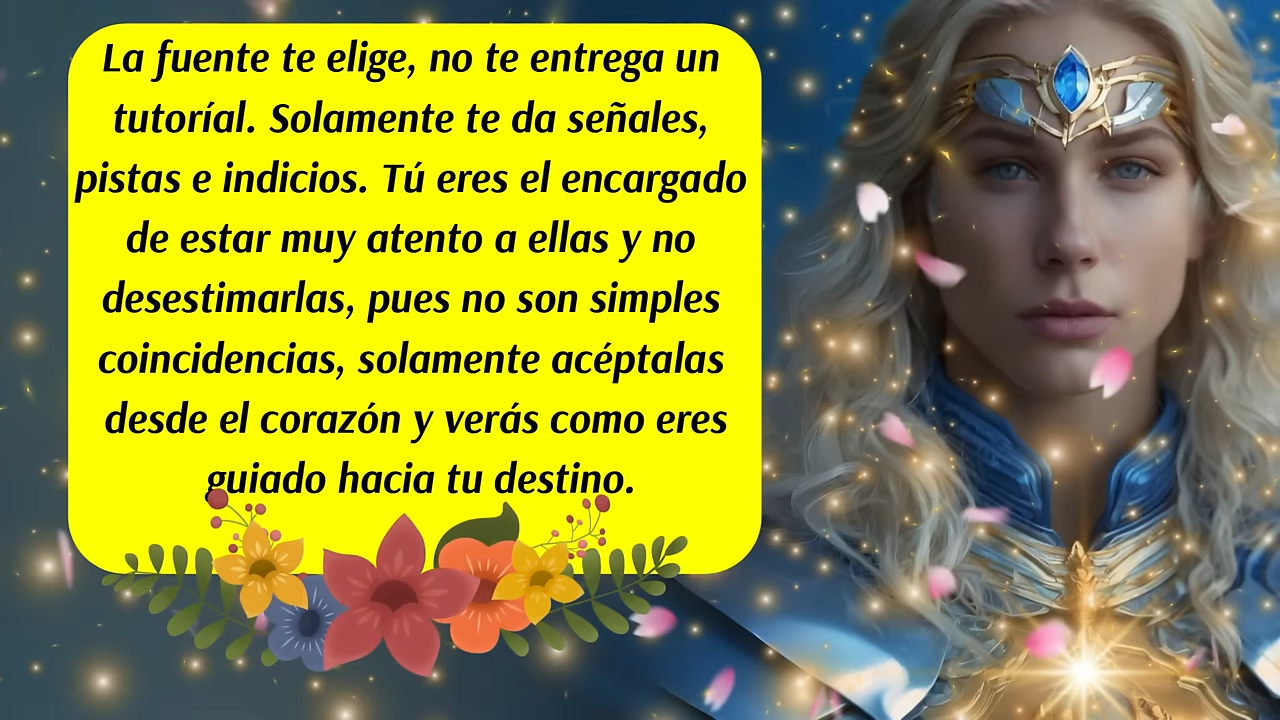 La fuente te elige, no te entrega un
tutoríal. Solamente te da señales,
pistas e indicios. Tú eres el encargado
de estar muy atento a ellas y no
desestimarlas, pues no son simples
coincidencias, solamente acéptalas
desde el corazón y verás como eres
guiado hacia tu destino.